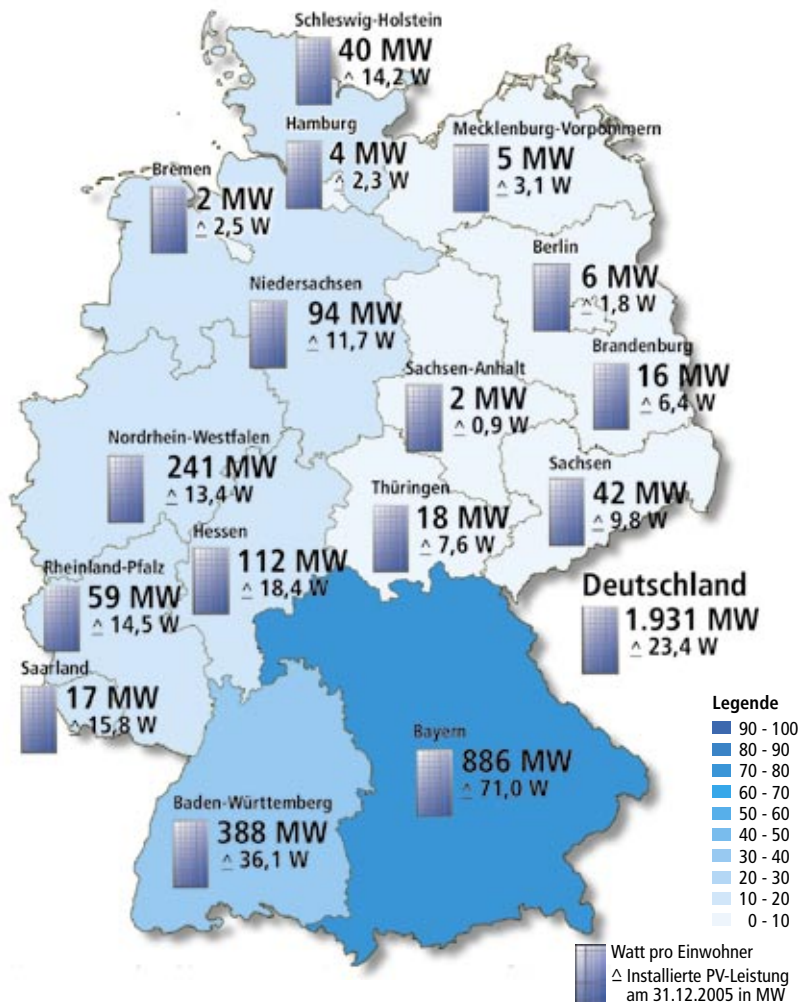 Schleswig-Holstein
40 MW
≙ 14,2 W
Hamburg
4 MW
≙ 2,3 W
Mecklenburg-Vorpommern
5 MW
≙ 3,1 W
Bremen
2 MW
≙ 2,5 W
Berlin
6 MW
≙ 1,8 W
Niedersachsen
94 MW
≙ 11,7 W
Brandenburg
16 MW
≙ 6,4 W
Sachsen-Anhalt
2 MW
≙ 0,9 W
Nordrhein-Westfalen
241 MW
≙ 13,4 W
Sachsen
42 MW
≙ 9,8 W
Thüringen
18 MW
≙ 7,6 W
Hessen
112 MW
≙ 18,4 W
Rheinland-Pfalz
59 MW
≙ 14,5 W
Deutschland
1.931 MW
≙ 23,4 W
Saarland
17 MW
≙ 15,8 W
Bayern
886 MW
≙ 71,0 W
Baden-Württemberg
388 MW
≙ 36,1 W
Legende
90 - 100
80 - 90
70 - 80
60 - 70
50 - 60
40 - 50
30 - 40
20 - 30
10 - 20
0 - 10
Watt pro Einwohner
≙ Installierte PV-Leistung
am 31.12.2005 in MW